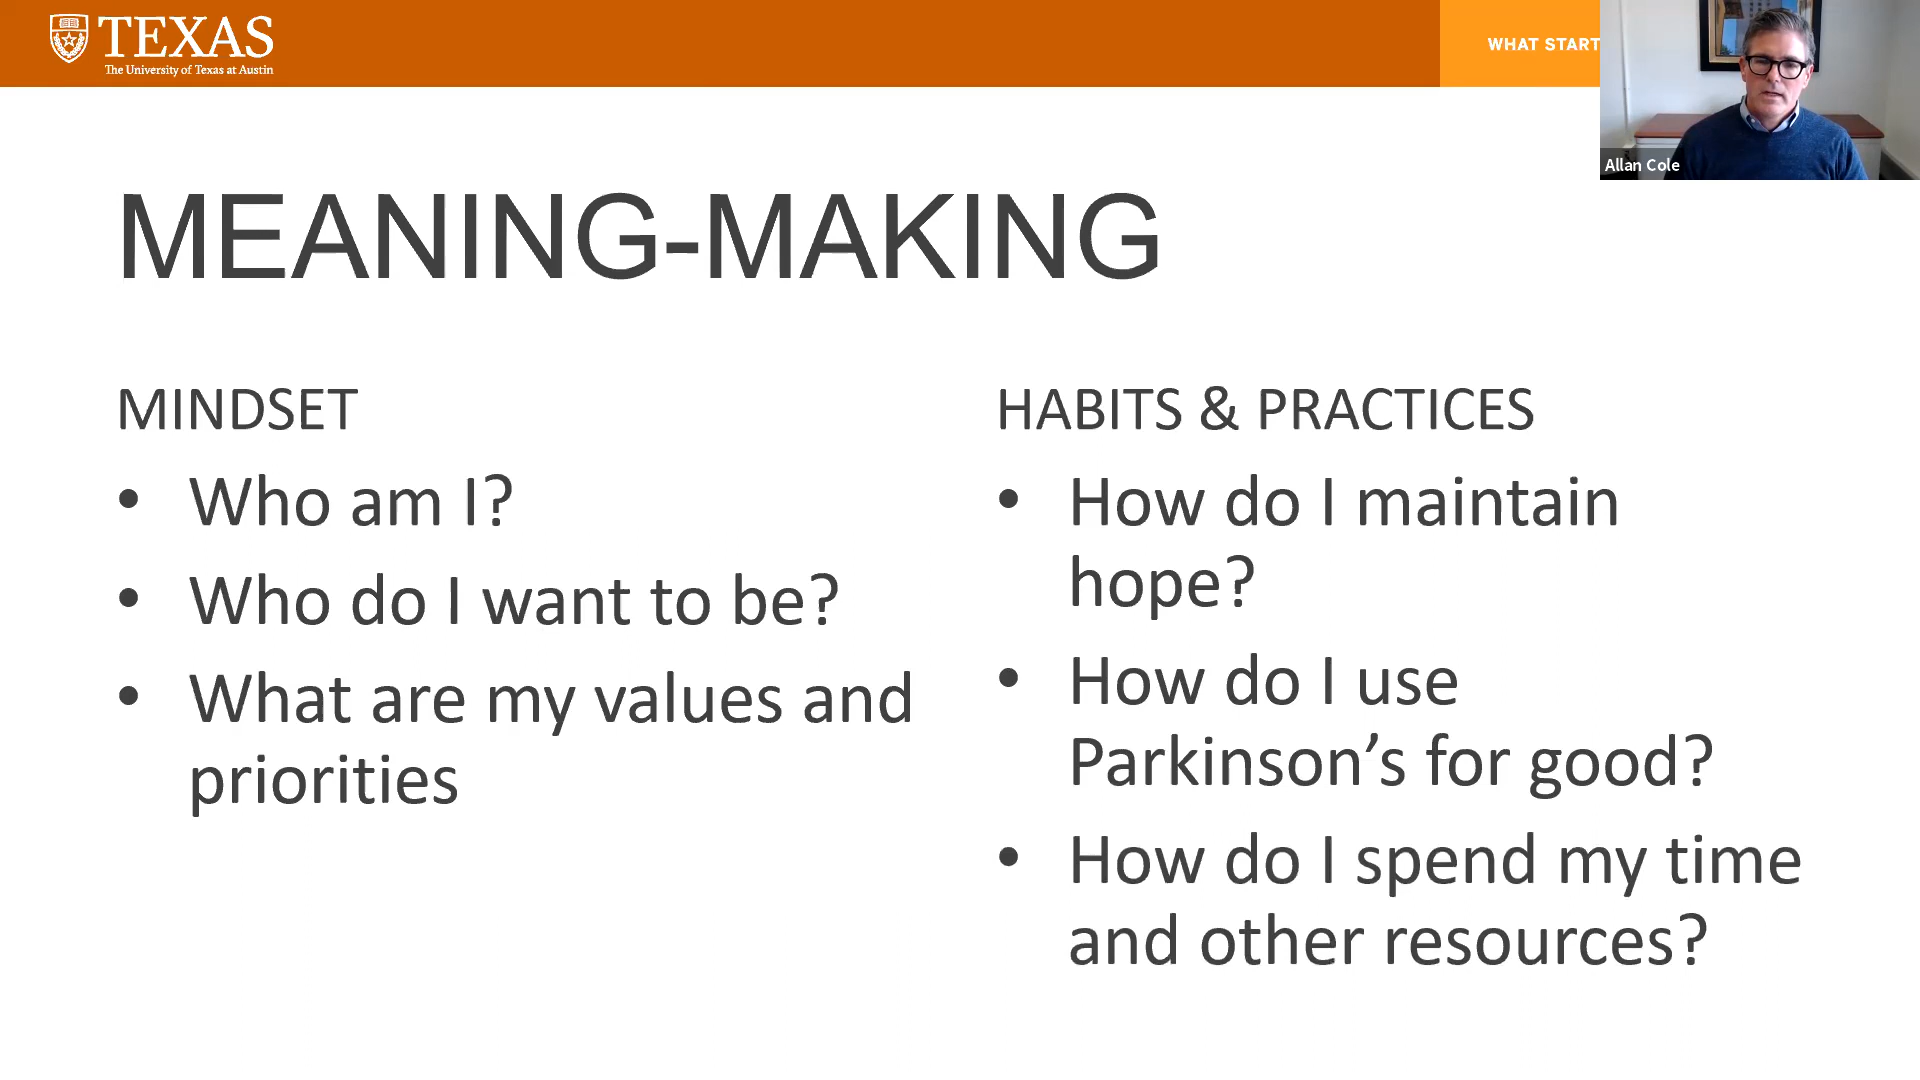 TEXAS
The University of Texas at Austin
WHAT START
Allan Cole
MEANING-MAKING
MINDSET
• Who am I?
• Who do I want to be?
• What are my values and
priorities
HABITS & PRACTICES
• How do I maintain
hope?
• How do I use
Parkinson’s for good?
• How do I spend my time
and other resources?